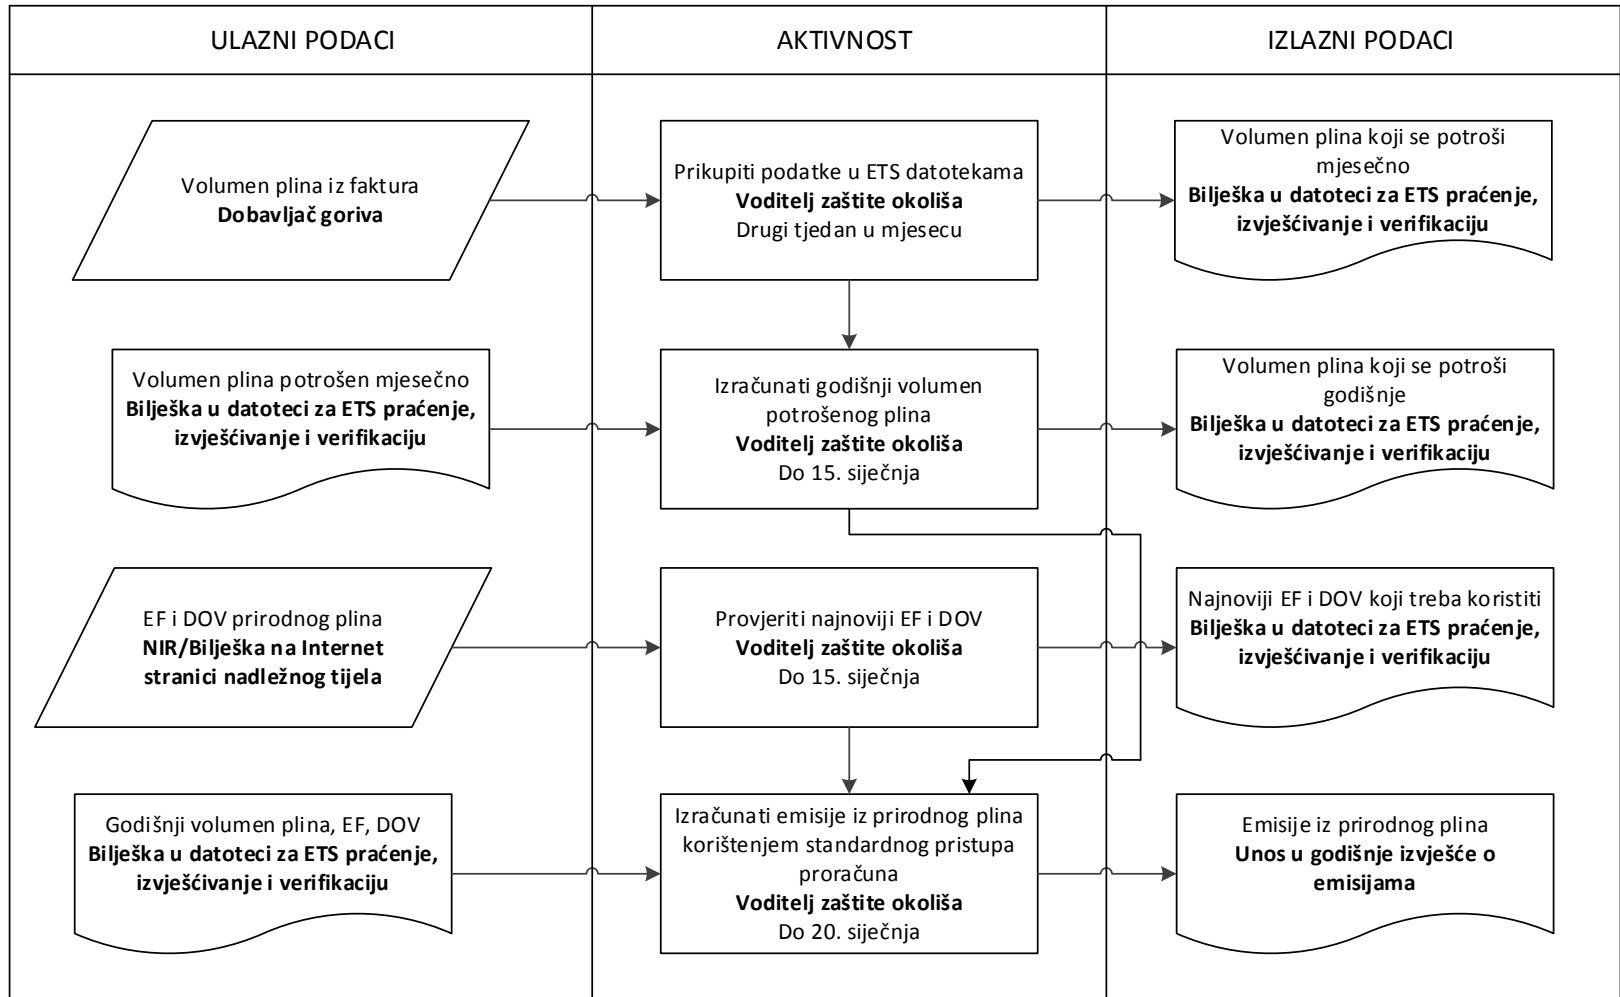 ULAZNI PODACI
AKTIVNOST
IZLAZNI PODACI
Volumen plina iz faktura
Dobavljač goriva
Prikupiti podatke u ETS datotekama
Voditelj zaštite okoliša
Drugi tjedan u mjesecu
Volumen plina koji se potroši
mjesečno
Bilješka u datoteci za ETS praćenje,
izvješćivanje i verifikaciju
Volumen plina potrošen mjesečno
Bilješka u datoteci za ETS praćenje,
izvješćivanje i verifikaciju
Izračunati godišnji volumen
potrošenog plina
Voditelj zaštite okoliša
Do 15. siječnja
Volumen plina koji se potroši
godišnje
Bilješka u datoteci za ETS praćenje,
izvješćivanje i verifikaciju
EF i DOV prirodnog plina
NIR/Bilješka na Internet
stranici nadležnog tijela
Provjeriti najnoviji EF i DOV
Voditelj zaštite okoliša
Do 15. siječnja
Najnoviji EF i DOV koji treba koristiti
Bilješka u datoteci za ETS praćenje,
izvješćivanje i verifikaciju
Godišnji volumen plina, EF, DOV
Bilješka u datoteci za ETS praćenje,
izvješćivanje i verifikaciju
Izračunati emisije iz prirodnog plina
korištenjem standardnog pristupa
proračuna
Voditelj zaštite okoliša
Do 20. siječnja
Emisije iz prirodnog plina
Unos u godišnje izvješće o
emisijama